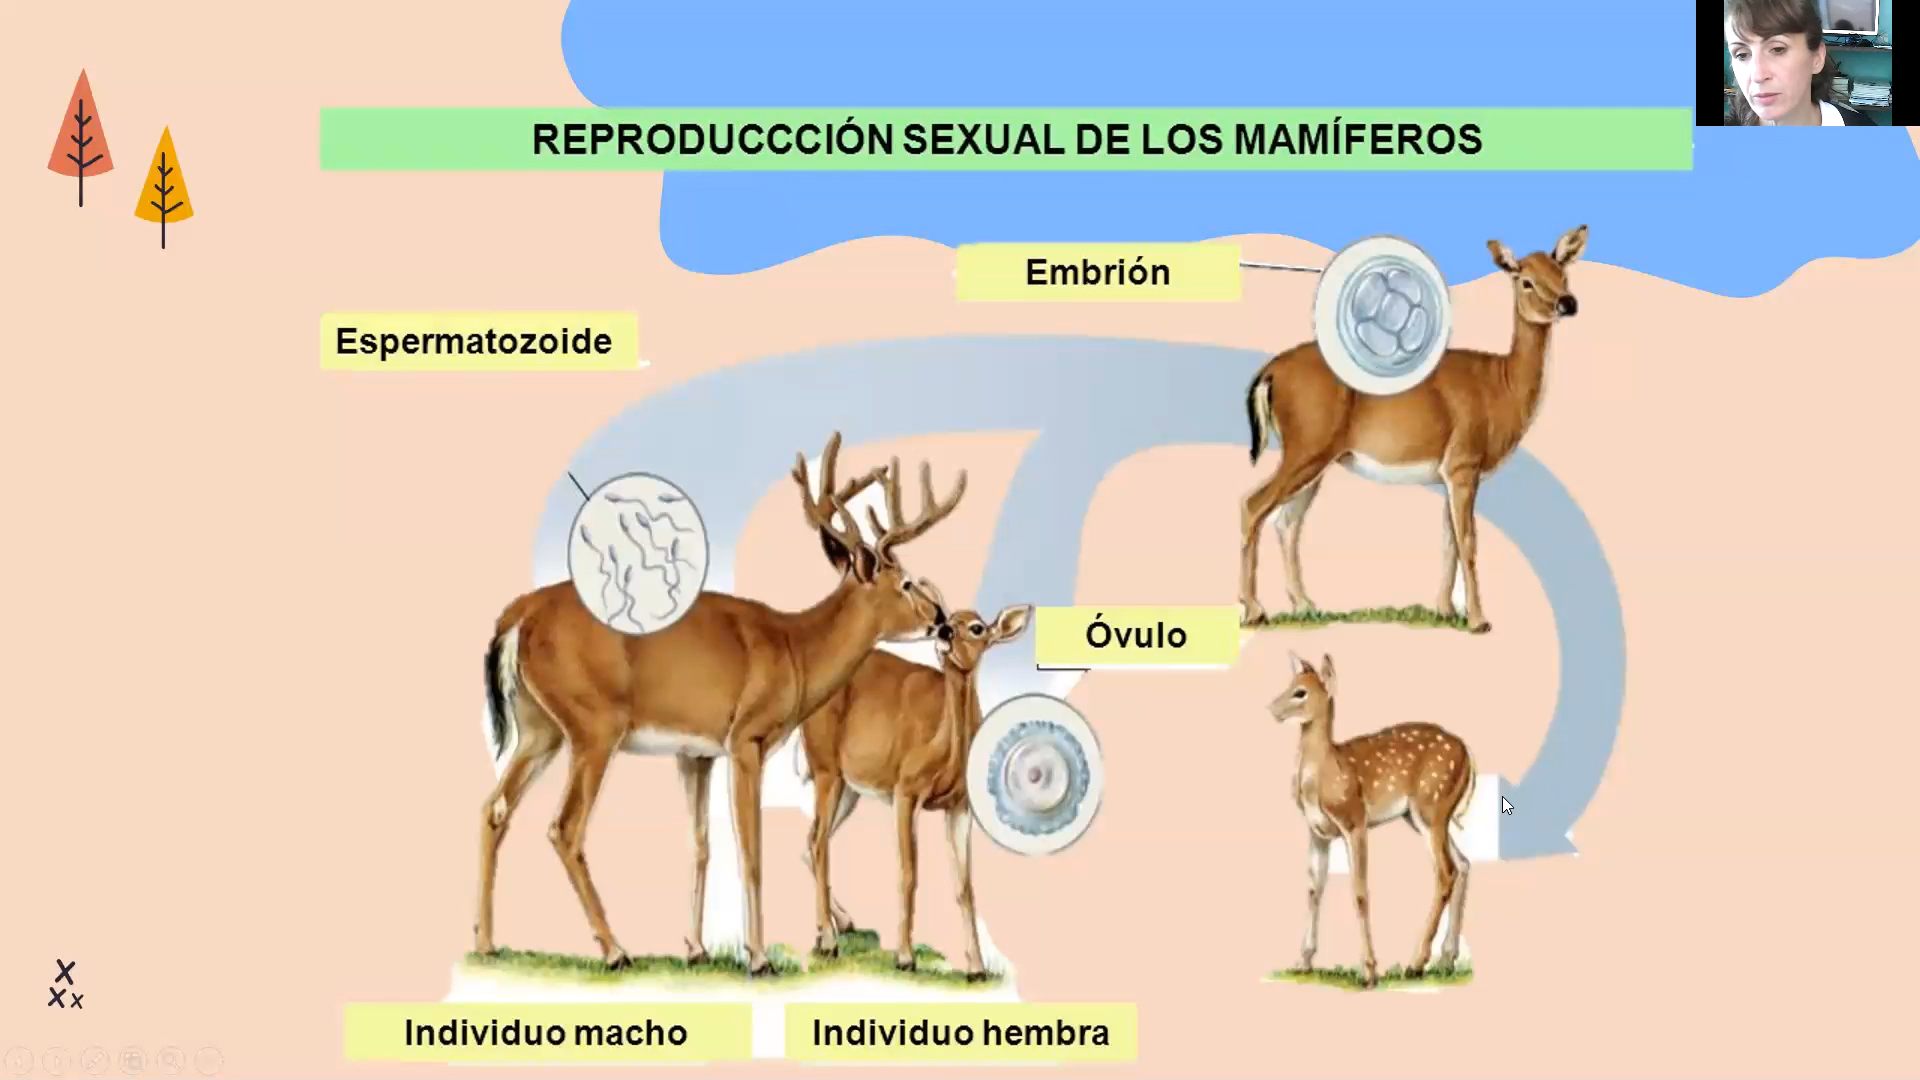 REPRODUCCCIÓN SEXUAL DE LOS MAMÍFEROS
Embrión
Espermatozoide
Óvulo
Individuo macho
Individuo hembra